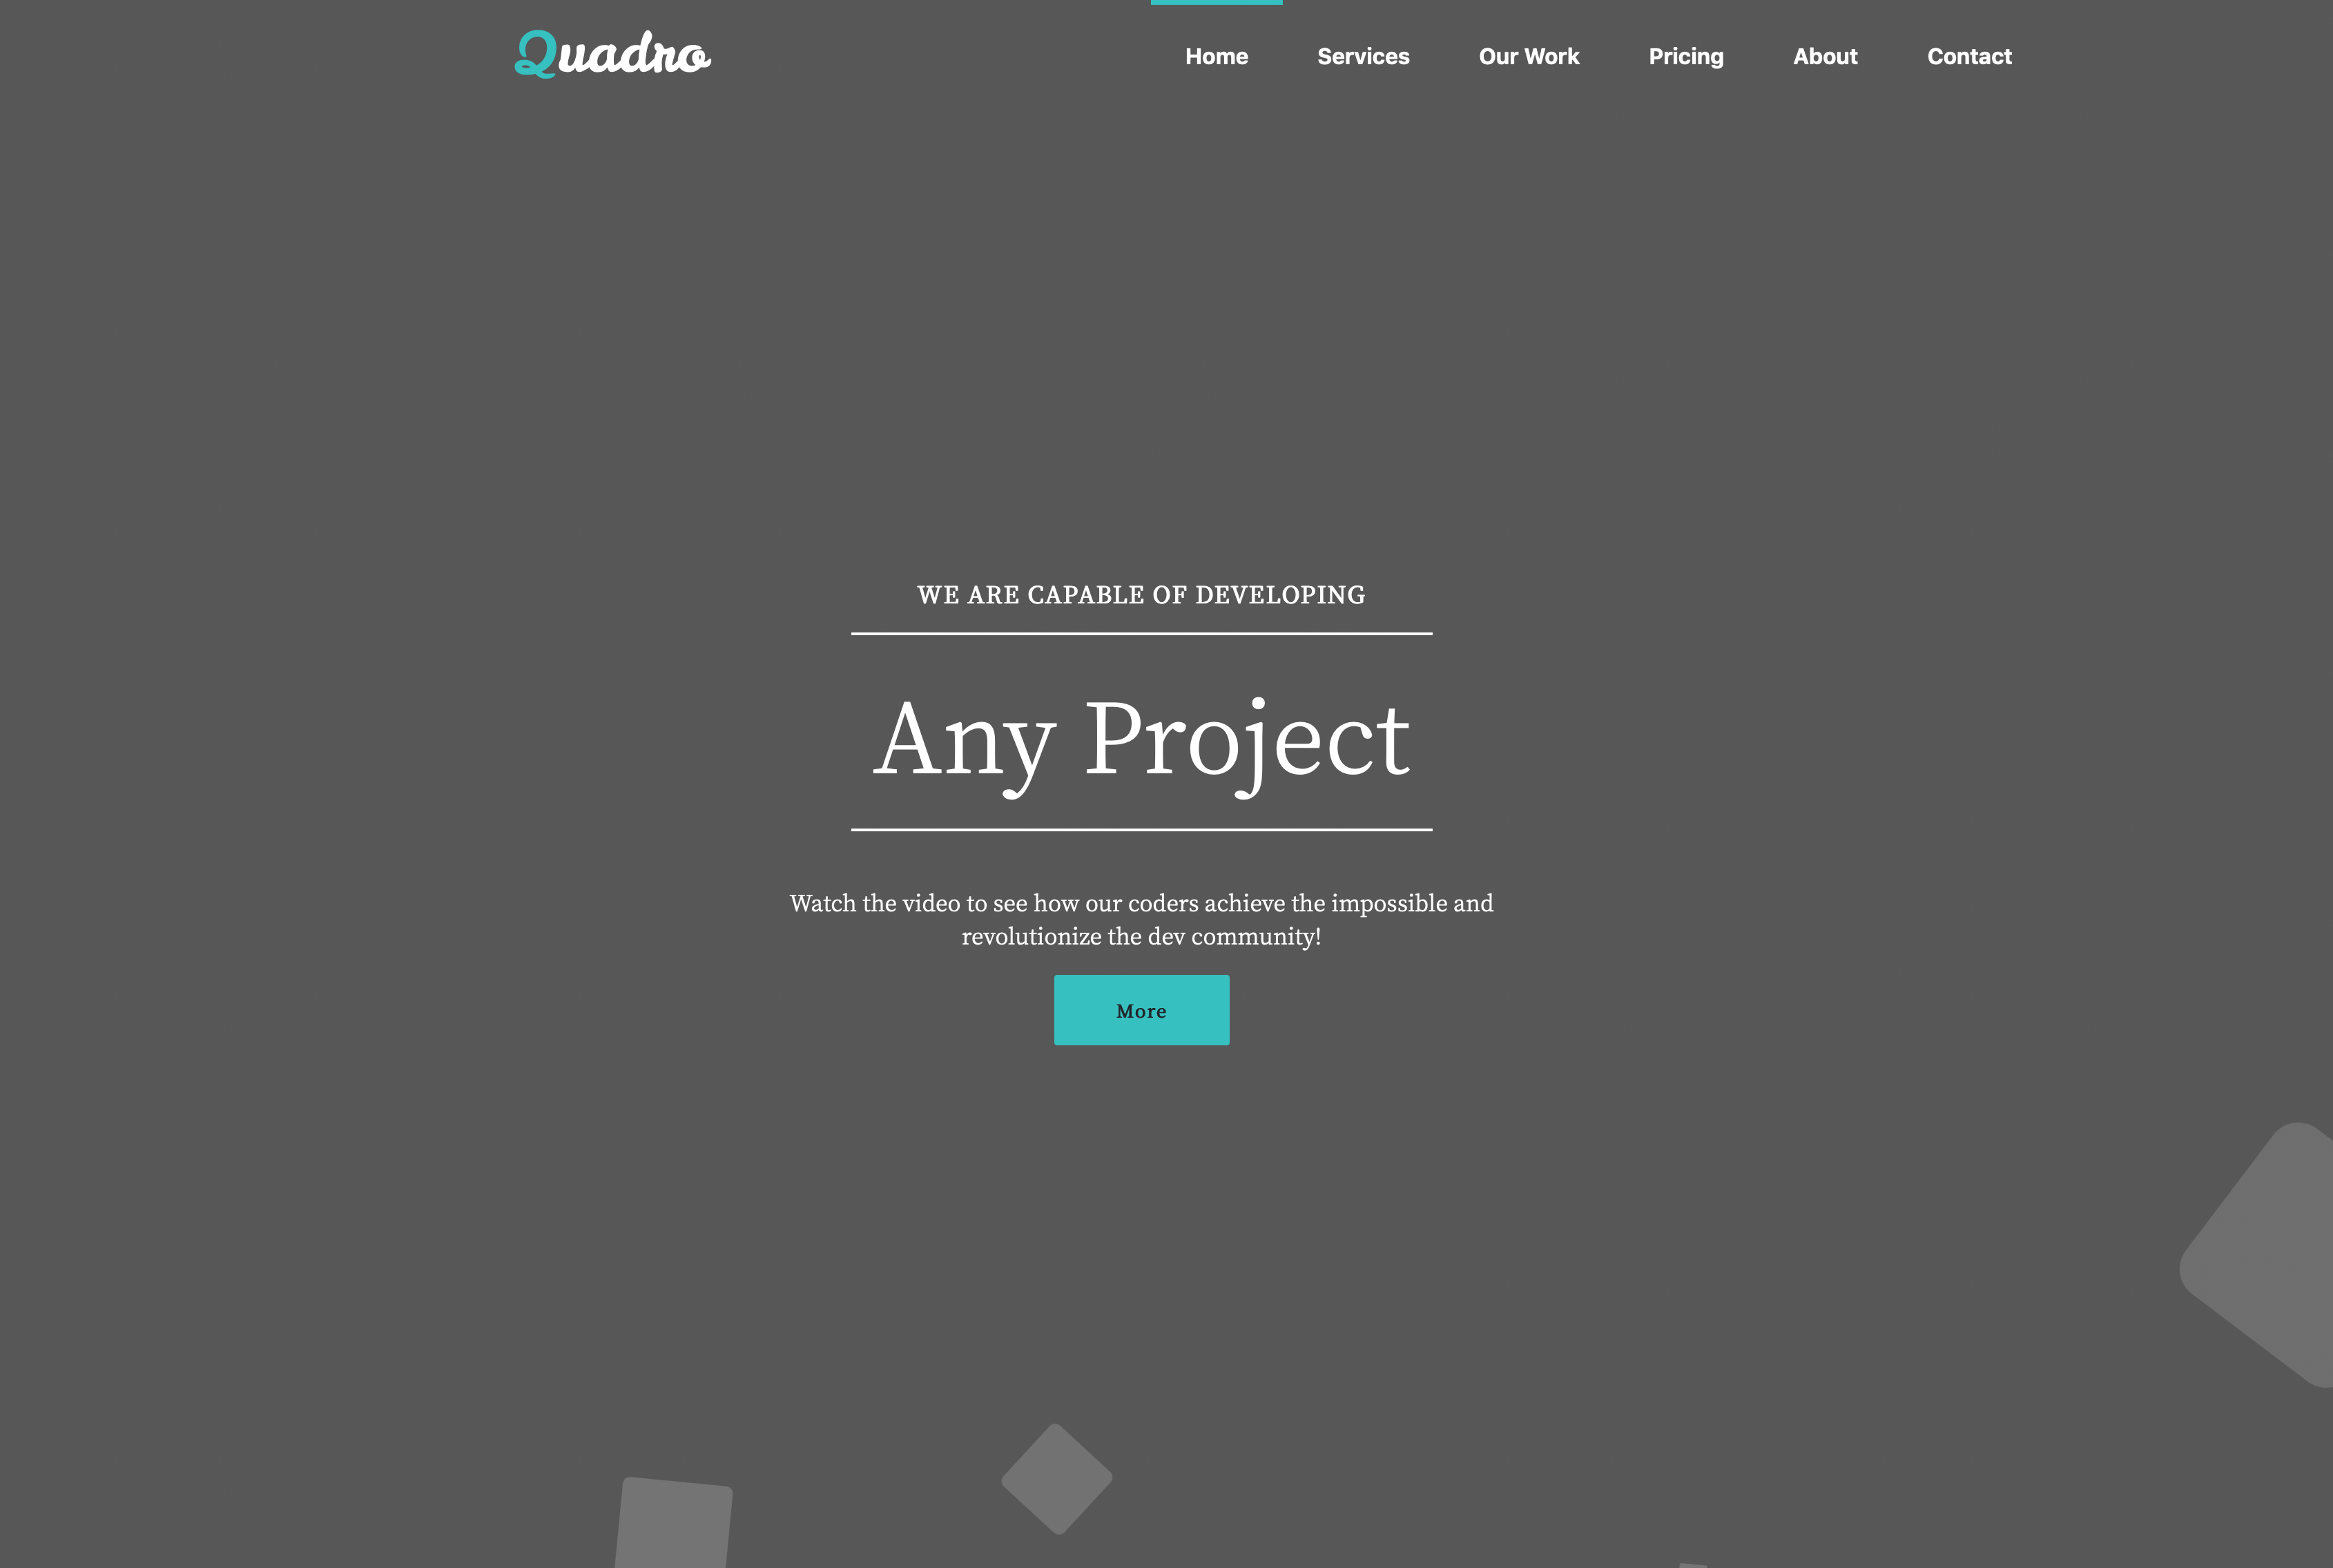 Quadro
Home Services Our Work Pricing About Contact
WE ARE CAPABLE OF DEVELOPING
Any Project
Watch the video to see how our coders achieve the impossible and
revolutionize the dev community!
More